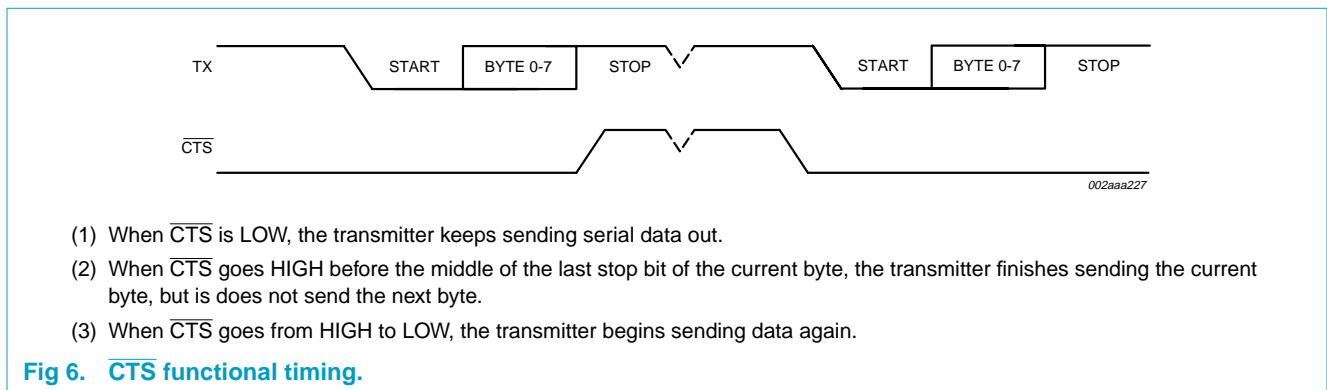 TX START BYTE 0-7 STOP START BYTE 0-7 STOP
CTS
002aaa227
(1) When CTS is LOW, the transmitter keeps sending serial data out.
(2) When CTS goes HIGH before the middle of the last stop bit of the current byte, the transmitter finishes sending the current
byte, but is does not send the next byte.
(3) When CTS goes from HIGH to LOW, the transmitter begins sending data again.
Fig 6. CTS functional timing.